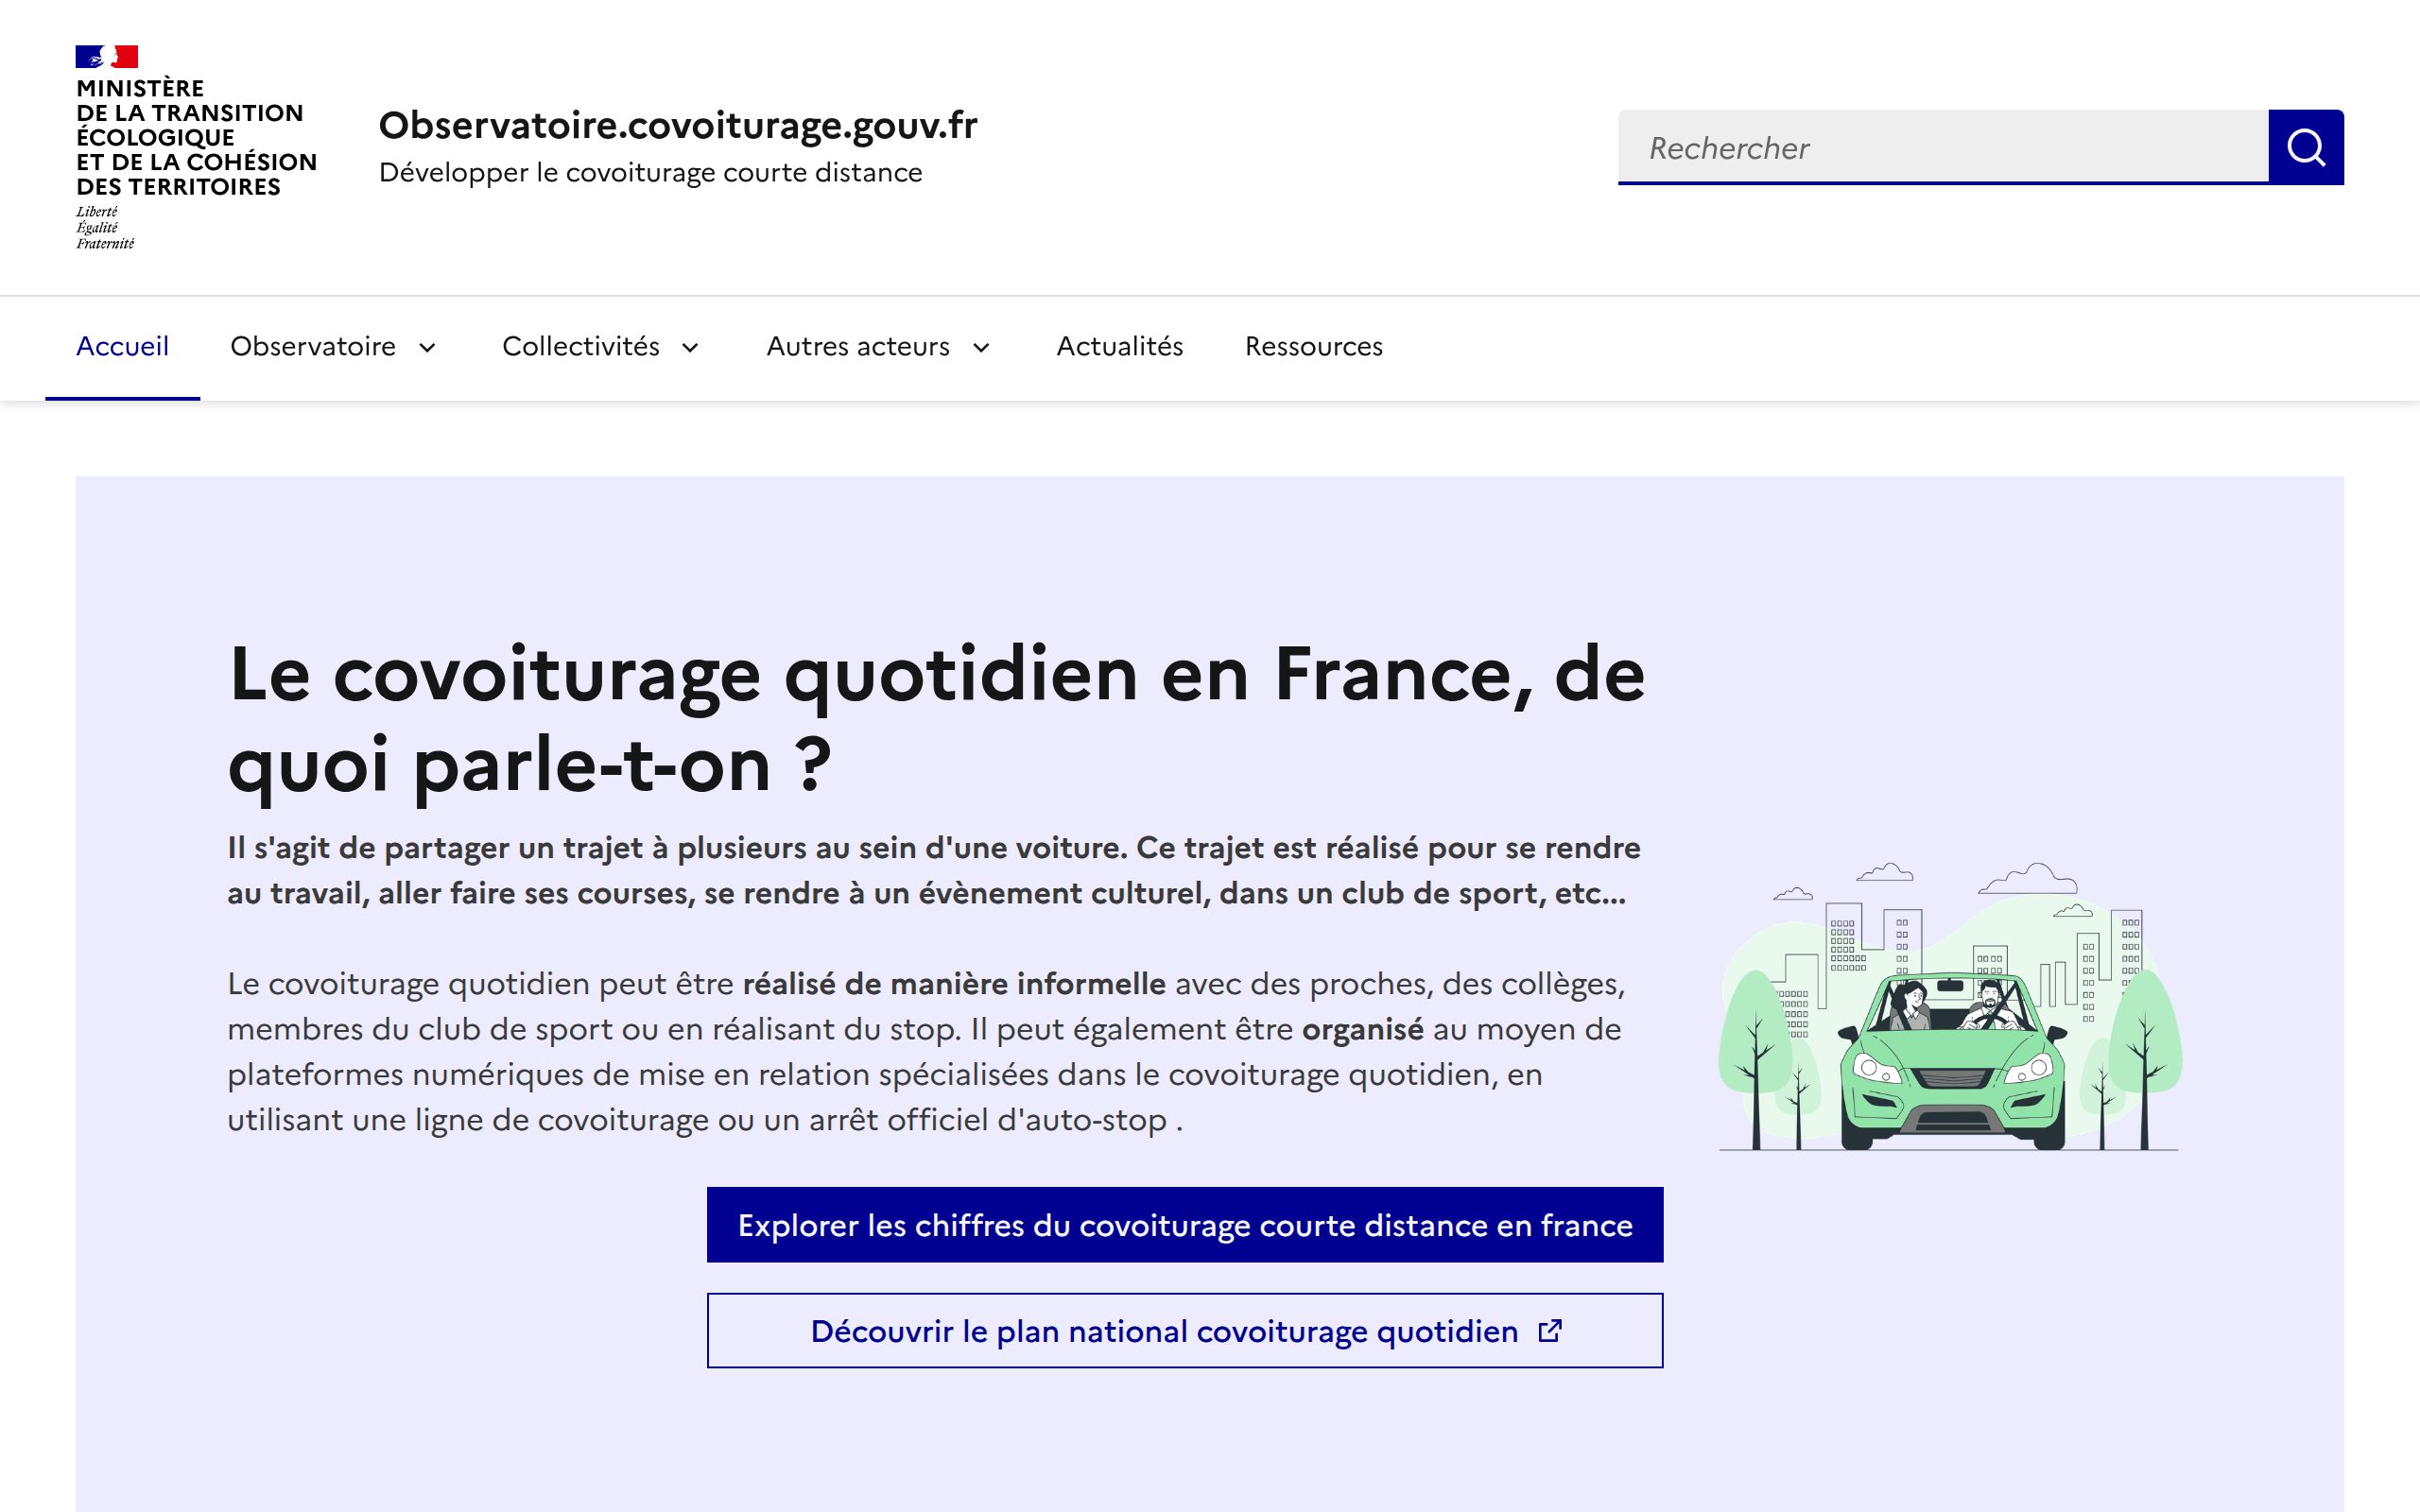 MINISTÈRE
DE LA TRANSITION
ÉCOLOGIQUE
ET DE LA COHÉSION
DES TERRITOIRES
Liberté
Égalité
Fraternité
Observatoire.covoiturage.gouv.fr
Développer le covoiturage courte distance
Rechercher
Accueil Observatoire Collectivités Autres acteurs Actualités Ressources
Le covoiturage quotidien en France, de
quoi parle-t-on ?
Il s'agit de partager un trajet à plusieurs au sein d'une voiture. Ce trajet est réalisé pour se rendre
au travail, aller faire ses courses, se rendre à un évènement culturel, dans un club de sport, etc...
Le covoiturage quotidien peut être réalisé de manière informelle avec des proches, des collèges,
membres du club de sport ou en réalisant du stop. Il peut également être organisé au moyen de
plateformes numériques de mise en relation spécialisées dans le covoiturage quotidien, en
utilisant une ligne de covoiturage ou un arrêt officiel d'auto-stop .
Explorer les chiffres du covoiturage courte distance en france
Découvrir le plan national covoiturage quotidien